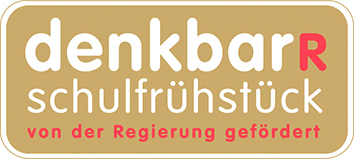 denkbarR
schulfrühstück
von der Regierung gefördert